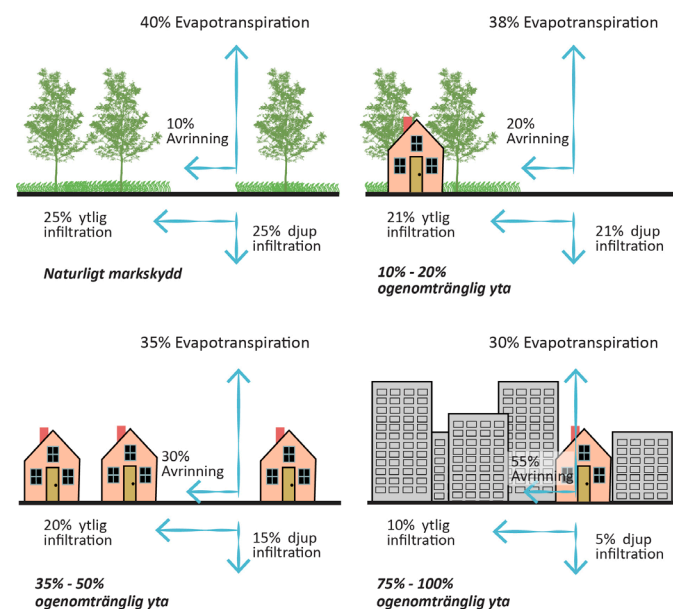 40% Evapotranspiration
10%
Avrinning
25% ytlig
infiltration
25% djup
infiltration
Naturligt markskydd
38% Evapotranspiration
20%
Avrinning
21% ytlig
infiltration
21% djup
infiltration
10% - 20%
ogenomtränglig yta
35% Evapotranspiration
30%
Avrinning
20% ytlig
infiltration
15% djup
infiltration
35% - 50%
ogenomtränglig yta
30% Evapotranspiration
55%
Avrinning
10% ytlig
infiltration
5% djup
infiltration
75% - 100%
ogenomtränglig yta